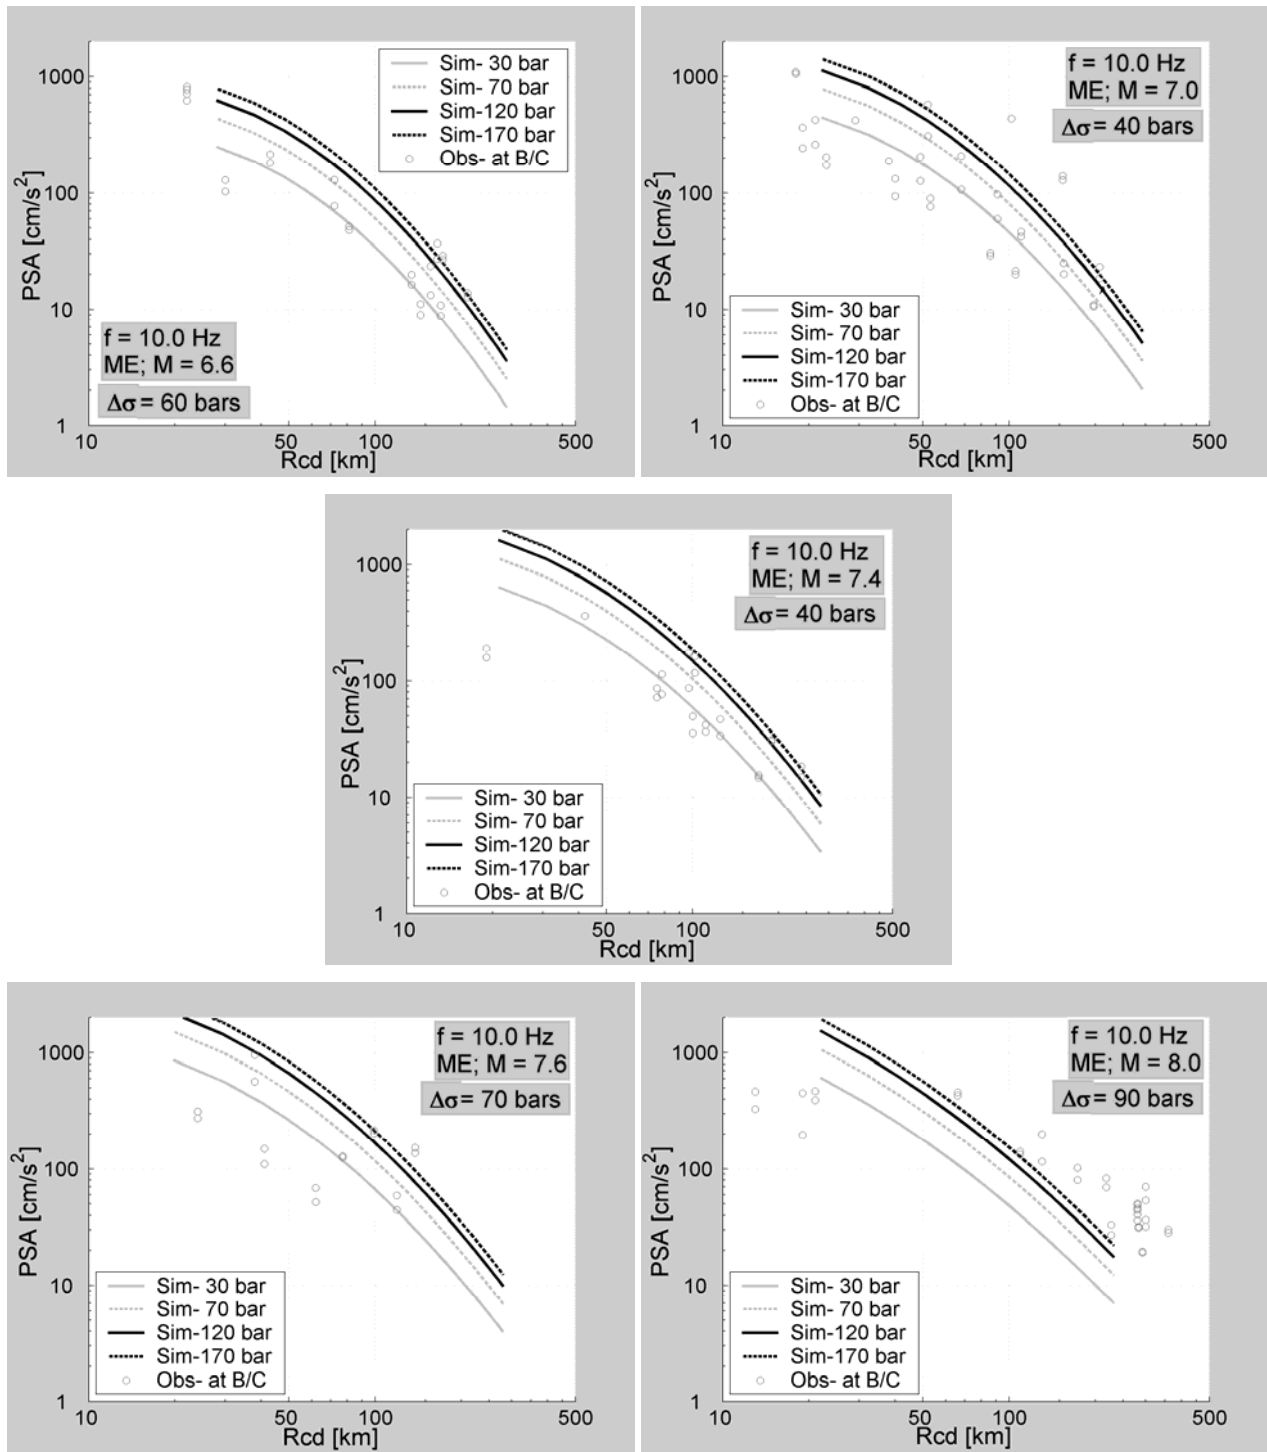 1000
100
10
1
PSA [cm/s²]
Sim- 30 bar
Sim- 70 bar
Sim-120 bar
Sim-170 bar
Obs- at B/C
f = 10.0 Hz
ME; M = 6.6
Δσ = 60 bars
10 50 100 500
Rcd [km]
1000
100
10
1
PSA [cm/s²]
f = 10.0 Hz
ME; M = 7.0
Δσ = 40 bars
Sim- 30 bar
Sim- 70 bar
Sim-120 bar
Sim-170 bar
Obs- at B/C
10 50 100 500
Rcd [km]
1000
100
10
1
PSA [cm/s²]
f = 10.0 Hz
ME; M = 7.4
Δσ = 40 bars
Sim- 30 bar
Sim- 70 bar
Sim-120 bar
Sim-170 bar
Obs- at B/C
10 50 100 500
Rcd [km]
1000
100
10
1
PSA [cm/s²]
f = 10.0 Hz
ME; M = 7.6
Δσ = 70 bars
Sim- 30 bar
Sim- 70 bar
Sim-120 bar
Sim-170 bar
Obs- at B/C
10 50 100 500
Rcd [km]
1000
100
10
1
PSA [cm/s²]
f = 10.0 Hz
ME; M = 8.0
Δσ = 90 bars
Sim- 30 bar
Sim- 70 bar
Sim-120 bar
Sim-170 bar
Obs- at B/C
10 50 100 500
Rcd [km]